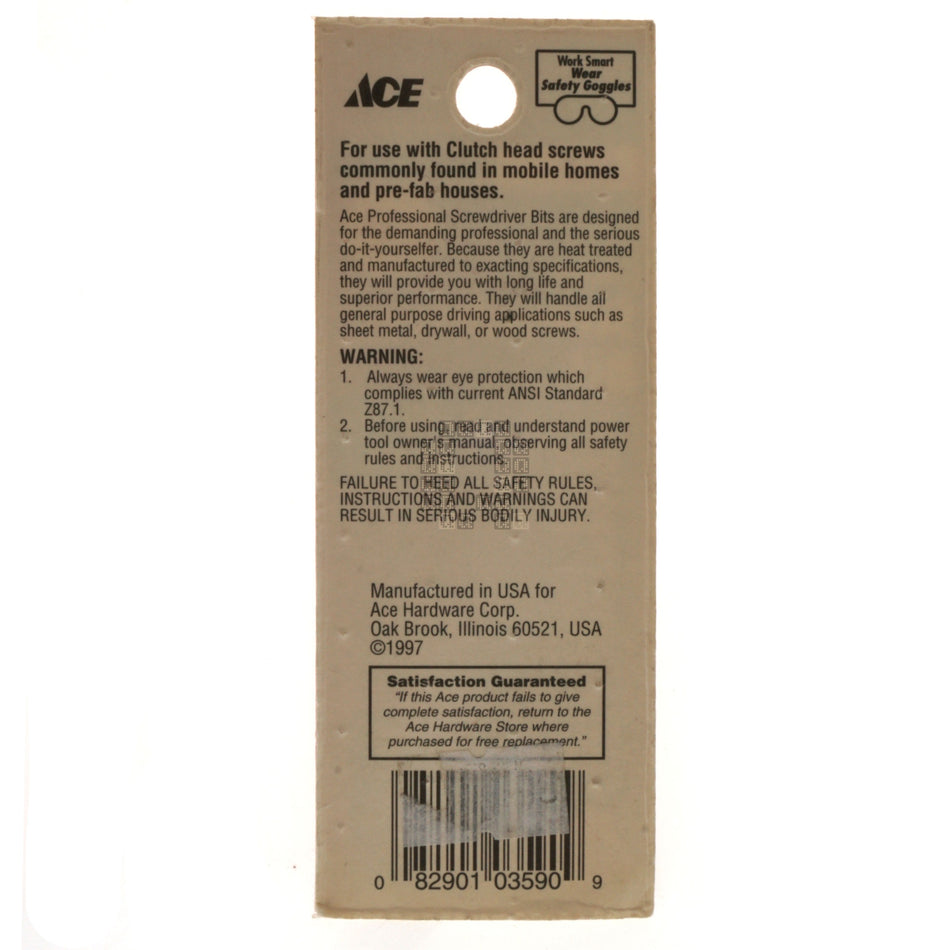 ACE
Work Smart
Wear
Safety Goggles
For use with Clutch head screws
commonly found in mobile homes
and pre-fab houses.
Ace Professional Screwdriver Bits are designed
for the demanding professional and the serious
do-it-yourselfer. Because they are heat treated
and manufactured to exacting specifications,
they will provide you with long life and
superior performance. They will handle all
general purpose driving applications such as
sheet metal, drywall, or wood screws.
WARNING:
1. Always wear eye protection which
complies with current ANSI Standard
Z87.1.
2. Before using, read and understand power
tool owner's manual, observing all safety
rules and instructions.
FAILURE TO HEED ALL SAFETY RULES,
INSTRUCTIONS AND WARNINGS CAN
RESULT IN SERIOUS BODILY INJURY.
Manufactured in USA for
Ace Hardware Corp.
Oak Brook, Illinois 60521, USA
©1997
Satisfaction Guaranteed
"If this Ace product fails to give
complete satisfaction, return to the
Ace Hardware Store where
purchased for free replacement."
0 82901 03590 9